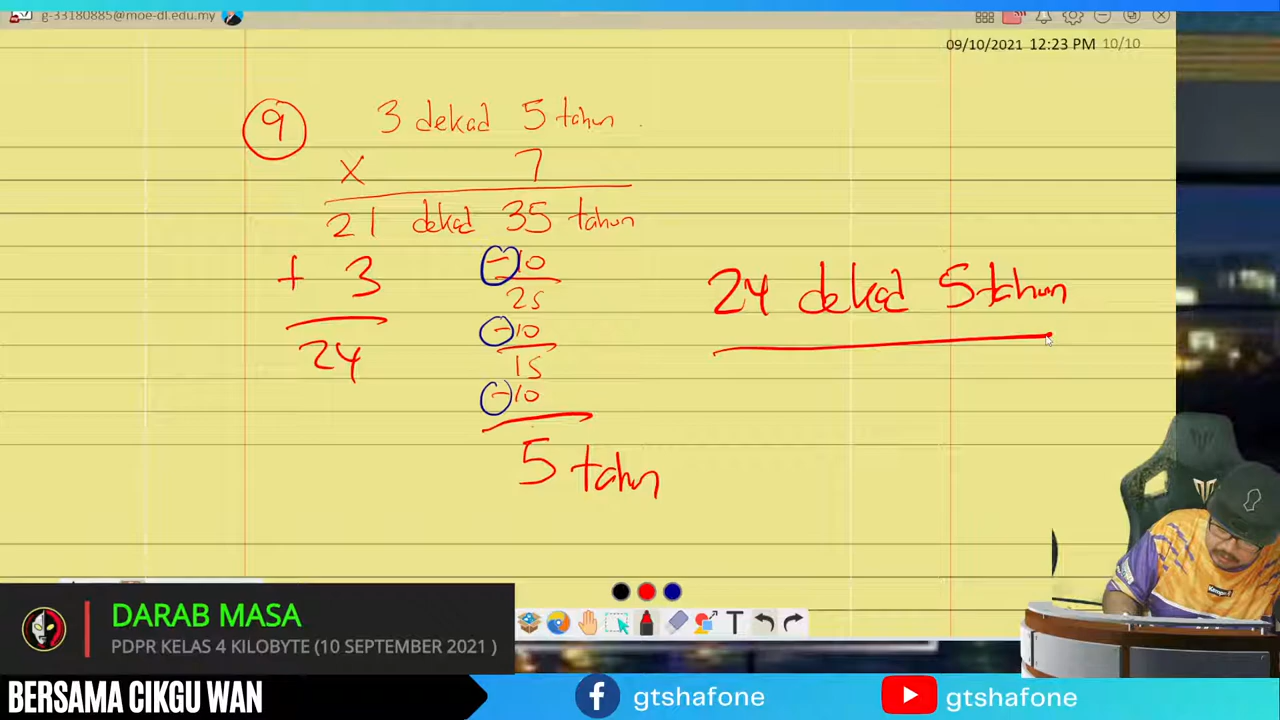 g-33180885@moe-dl.edu.my
09/10/2021 12:23 PM 10/10
9
3 dekad 5 tahun
x 7
21 dekad 35 tahun
+ 3
24
-10
25
-10
15
-10
5 tahun
24 dekad 5 tahun
T
DARAB MASA
PDPR KELAS 4 KILOBYTE (10 SEPTEMBER 2021 )
BERSAMA CIKGU WAN
gtshafone
gtshafone